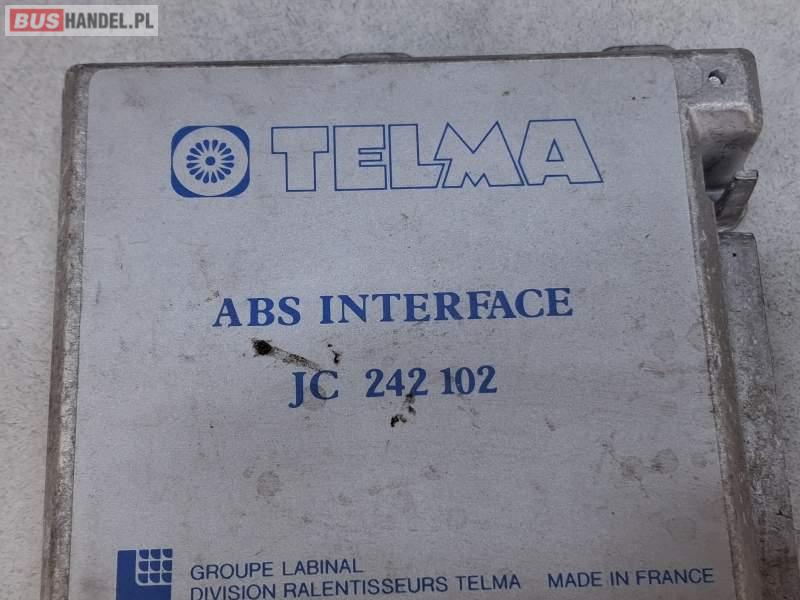 BUSHANDEL.PL
TELMA
ABS INTERFACE
JC 242 102
GROUPE LABINAL
DIVISION RALENTISSEURS TELMA MADE IN FRANCE